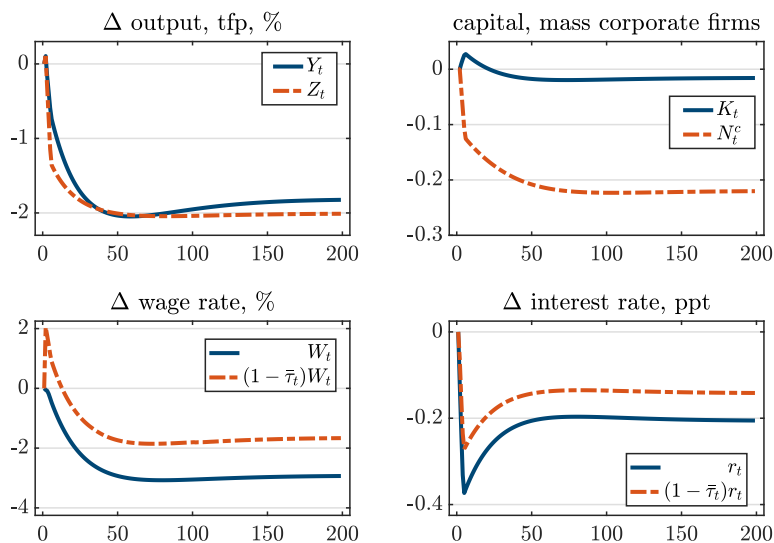 Δ output, tfp, %
0
-1
-2
0 50 100 150 200
Y_t
Z_t
capital, mass corporate firms
0
-0.1
-0.2
-0.3
0 50 100 150 200
K_t
N_t^c
Δ wage rate, %
2
0
-2
-4
0 50 100 150 200
W_t
(1 − τ̄_t)W_t
Δ interest rate, ppt
0
-0.2
-0.4
0 50 100 150 200
r_t
(1 − τ̄_t)r_t